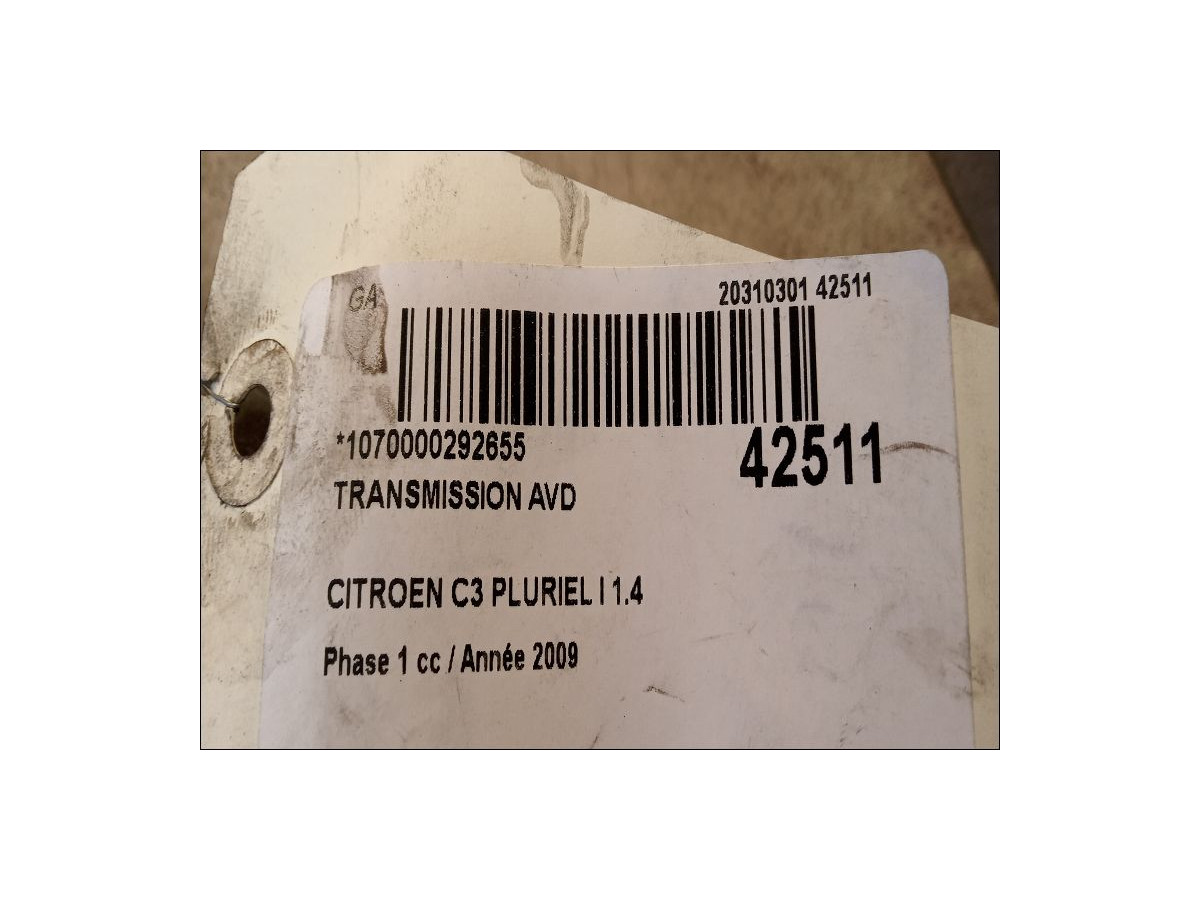 GA
20310301 42511
*1070000292655
42511
TRANSMISSION AVD
CITROEN C3 PLURIEL I 1.4
Phase 1 cc / Année 2009